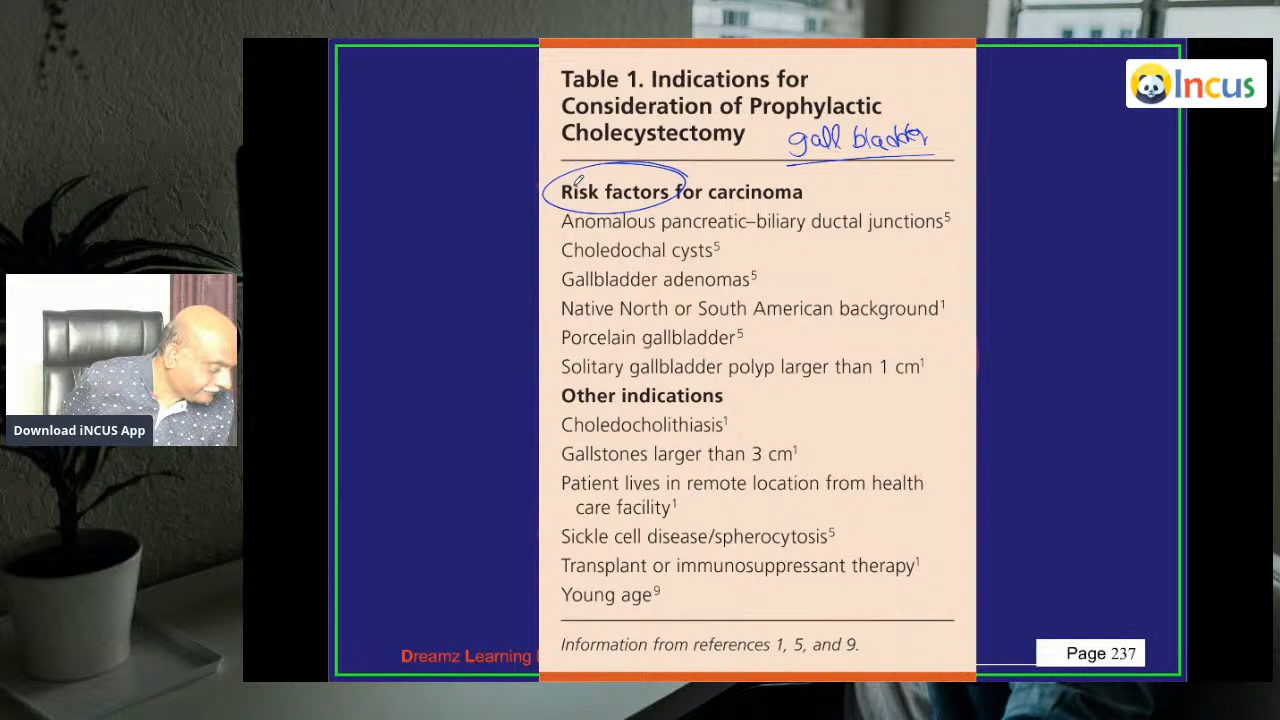 Incus
Table 1. Indications for
Consideration of Prophylactic
Cholecystectomy
gall bladder
Risk factors for carcinoma
Anomalous pancreatic–biliary ductal junctions⁵
Choledochal cysts⁵
Gallbladder adenomas⁵
Native North or South American background¹
Porcelain gallbladder⁵
Solitary gallbladder polyp larger than 1 cm¹
Other indications
Choledocholithiasis¹
Gallstones larger than 3 cm¹
Patient lives in remote location from health
care facility¹
Sickle cell disease/spherocytosis⁵
Transplant or immunosuppressant therapy¹
Young age⁹
Information from references 1, 5, and 9.
Download iNCUS App
Dreamz Learning
Page 237